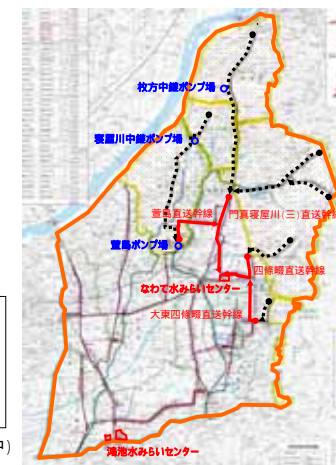 枚方中継ポンプ場
寝屋川中継ポンプ場
萱島直送幹線
門真寝屋川(三)直送幹線
萱島ポンプ場
四條畷直送幹線
なわて水みらいセンター
大東四條畷直送幹線
中)
鴻池水みらいセンター